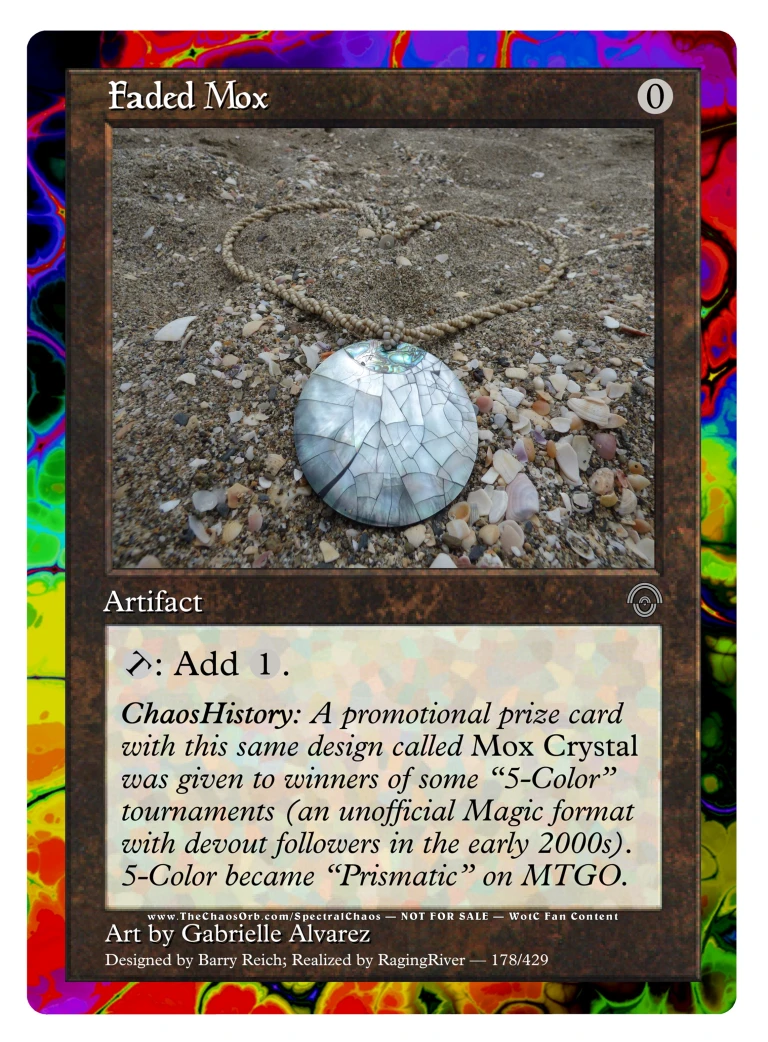 Faded Mox
0
Artifact
: Add 1 .
ChaosHistory: A promotional prize card
with this same design called Mox Crystal
was given to winners of some “5-Color”
tournaments (an unofficial Magic format
with devout followers in the early 2000s).
5-Color became “Prismatic” on MTGO.
www.TheChaosOrb.com/SpectralChaos — NOT FOR SALE — WotC Fan Content
Art by Gabrielle Alvarez
Designed by Barry Reich; Realized by RagingRiver — 178/429